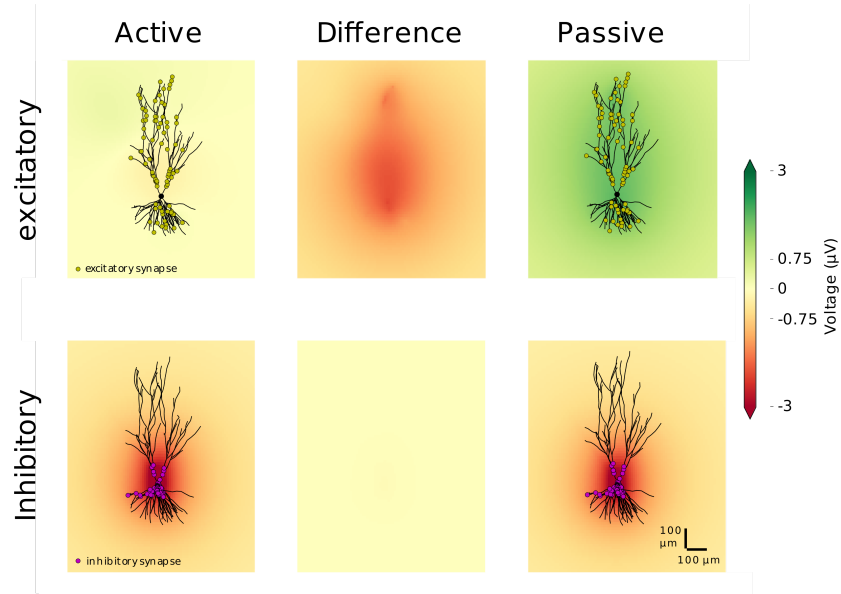 Active Difference Passive
excitatory
excitatory synapse
3
0.75
0
-0.75
-3
Voltage (µV)
Inhibitory
inhibitory synapse
100
µm
100 µm